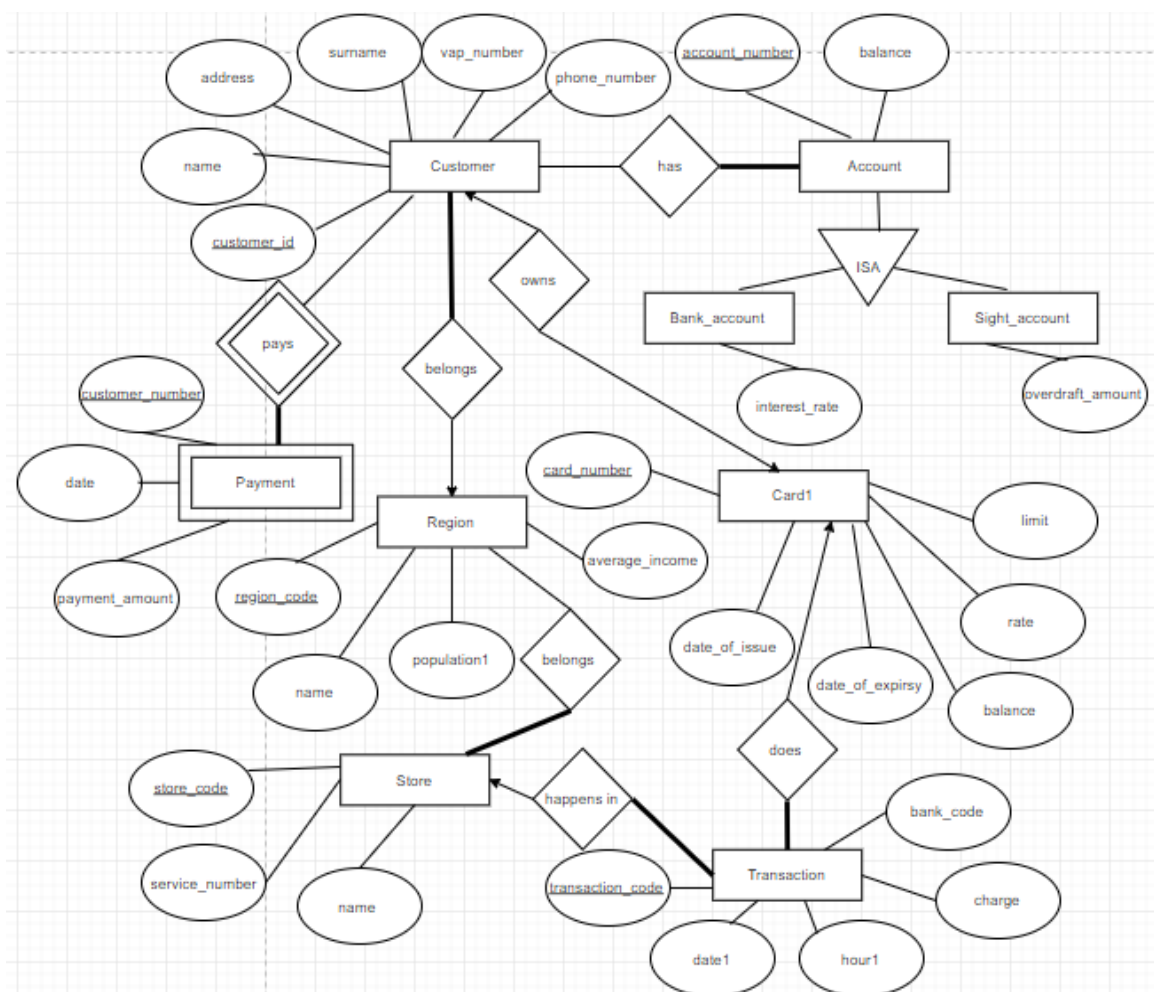 surname
vap_number
account_number
balance
address
phone_number
name
Customer
has
Account
customer_id
owns
ISA
Bank_account
Sight_account
pays
belongs
customer_number
interest_rate
overdraft_amount
date
Payment
card_number
Card1
limit
Region
average_income
payment_amount
region_code
rate
date_of_issue
population1
belongs
name
date_of_expirsy
balance
does
Store
store_code
happens in
bank_code
service_number
name
transaction_code
Transaction
charge
date1
hour1